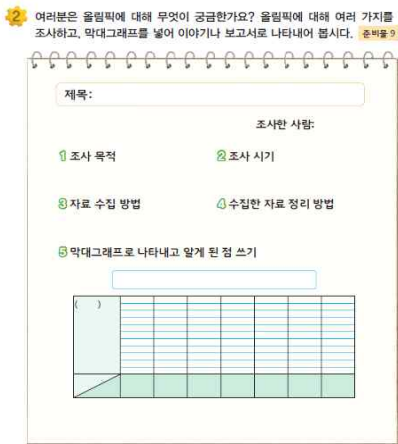 2 여러분은 올림픽에 대해 무엇이 궁금한가요? 올림픽에 대해 여러 가지를
조사하고, 막대그래프를 넣어 이야기나 보고서로 나타내어 봅시다. 준비물 9
제목:
조사한 사람:
1 조사 목적
2 조사 시기
3 자료 수집 방법
4 수집한 자료 정리 방법
5 막대그래프로 나타내고 알게 된 점 쓰기
( )